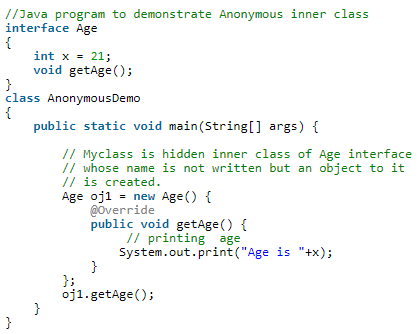 //Java program to demonstrate Anonymous inner class
interface Age
{
    int x = 21;
    void getAge();
}
class AnonymousDemo
{
    public static void main(String[] args) {

        // Myclass is hidden inner class of Age interface
        // whose name is not written but an object to it
        // is created.
        Age oj1 = new Age() {
            @Override
            public void getAge() {
                 // printing  age
                System.out.print("Age is "+x);
            }
        };
        oj1.getAge();
    }
}